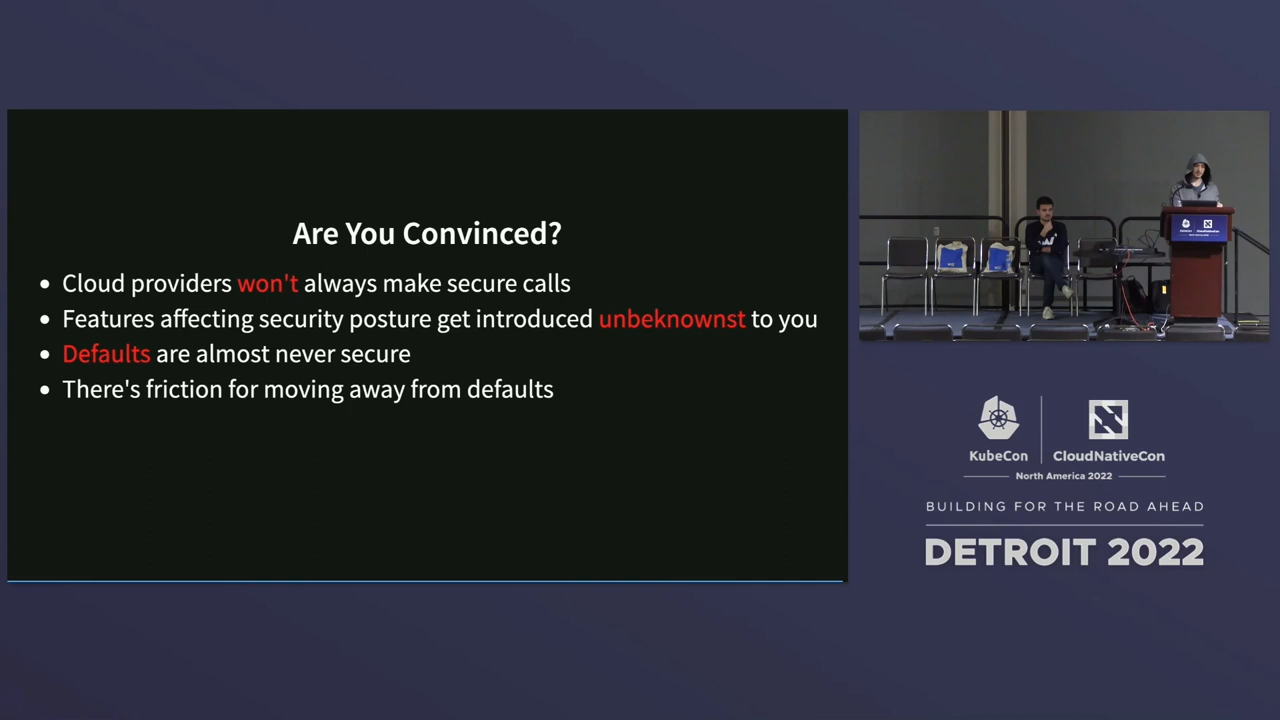 Are You Convinced?
Cloud providers won't always make secure calls
Features affecting security posture get introduced unbeknownst to you
Defaults are almost never secure
There's friction for moving away from defaults
KubeCon
CloudNativeCon
North America 2022
BUILDING FOR THE ROAD AHEAD
DETROIT 2022